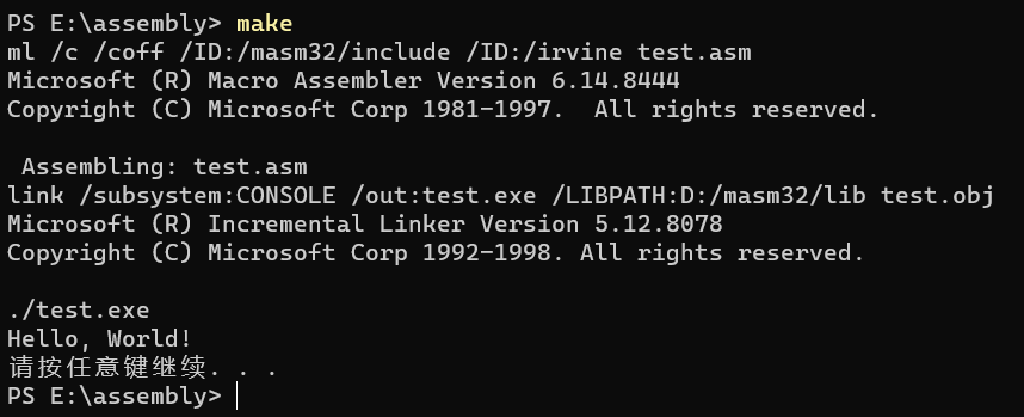 PS E:\assembly> make
ml /c /coff /ID:/masm32/include /ID:/irvine test.asm
Microsoft (R) Macro Assembler Version 6.14.8444
Copyright (C) Microsoft Corp 1981-1997.  All rights reserved.

 Assembling: test.asm
link /subsystem:CONSOLE /out:test.exe /LIBPATH:D:/masm32/lib test.obj
Microsoft (R) Incremental Linker Version 5.12.8078
Copyright (C) Microsoft Corp 1992-1998. All rights reserved.

./test.exe
Hello, World!
请按任意键继续. . .
PS E:\assembly>